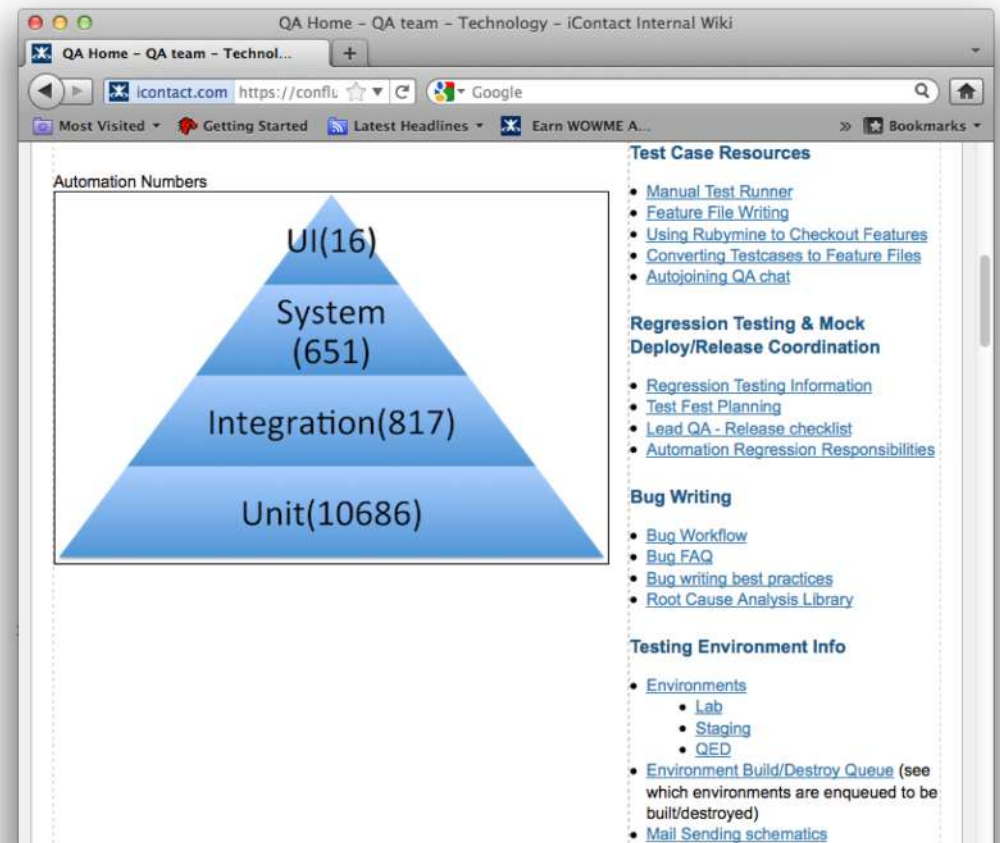 QA Home – QA team – Technology – iContact Internal Wiki
QA Home – QA team – Technol...
+
icontact.com https://conflu
Google
Most Visited
Getting Started
Latest Headlines
Earn WOWME A...
»
Bookmarks
Automation Numbers
UI(16)
System
(651)
Integration(817)
Unit(10686)
Test Case Resources
• Manual Test Runner
• Feature File Writing
• Using Rubymine to Checkout Features
• Converting Testcases to Feature Files
• Autojoining QA chat
Regression Testing & Mock
Deploy/Release Coordination
• Regression Testing Information
• Test Fest Planning
• Lead QA - Release checklist
• Automation Regression Responsibilities
Bug Writing
• Bug Workflow
• Bug FAQ
• Bug writing best practices
• Root Cause Analysis Library
Testing Environment Info
• Environments
• Lab
• Staging
• QED
• Environment Build/Destroy Queue (see
which environments are enqueued to be
built/destroyed)
• Mail Sending schematics